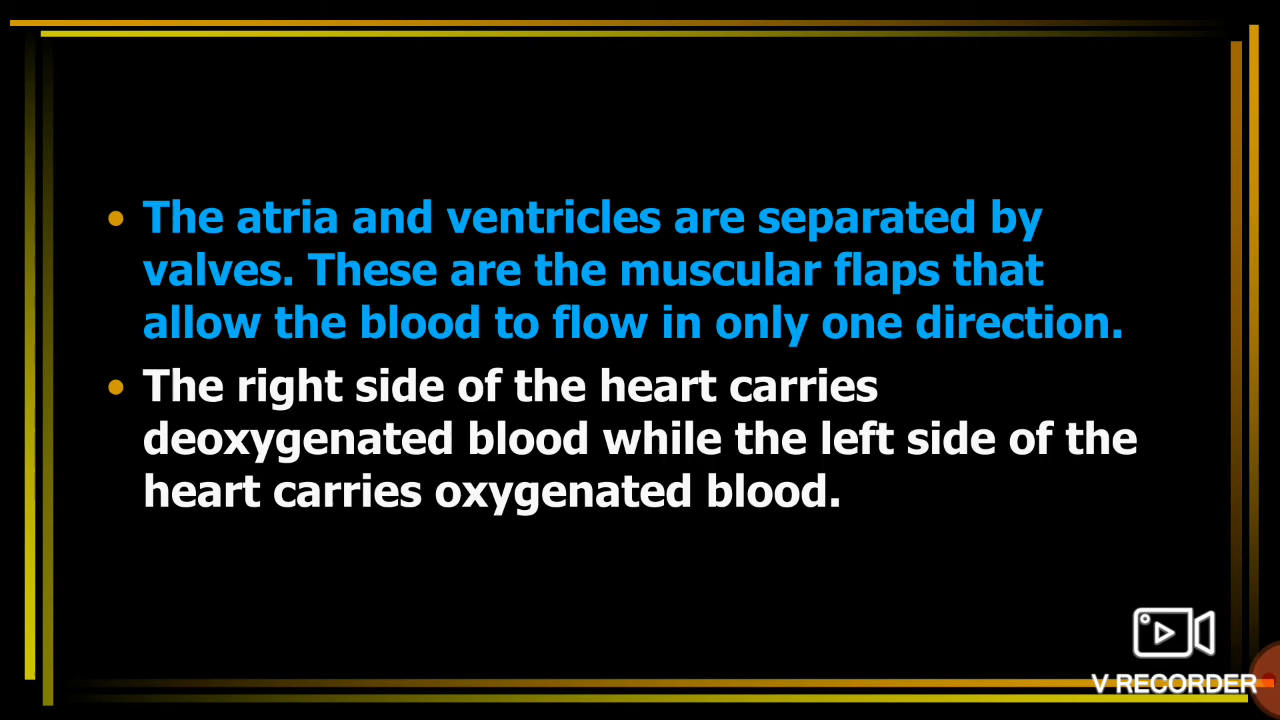 • The atria and ventricles are separated by
valves. These are the muscular flaps that
allow the blood to flow in only one direction.
• The right side of the heart carries
deoxygenated blood while the left side of the
heart carries oxygenated blood.
V RECORDER